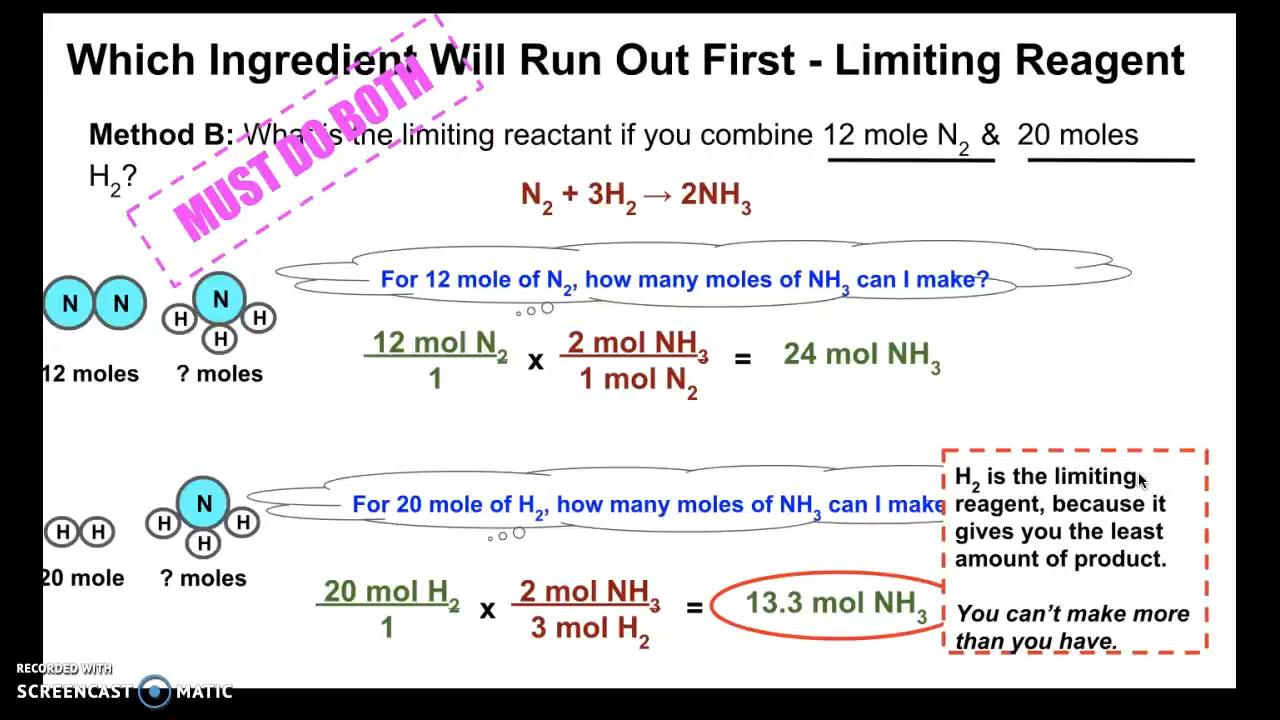 Which Ingredient Will Run Out First - Limiting Reagent
MUST DO BOTH
Method B: What is the limiting reactant if you combine 12 mole N₂ & 20 moles
H₂?
N₂ + 3H₂ → 2NH₃
For 12 mole of N₂, how many moles of NH₃ can I make?
N N
N
H H
H
12 moles
? moles
12 mol N₂
1
x
2 mol NH₃
1 mol N₂
=
24 mol NH₃
For 20 mole of H₂, how many moles of NH₃ can I make
H H
N
H H
H
20 mole
? moles
20 mol H₂
1
x
2 mol NH₃
3 mol H₂
=
13.3 mol NH₃
H₂ is the limiting
reagent, because it
gives you the least
amount of product.
You can’t make more
than you have.
RECORDED WITH
SCREENCAST MATIC